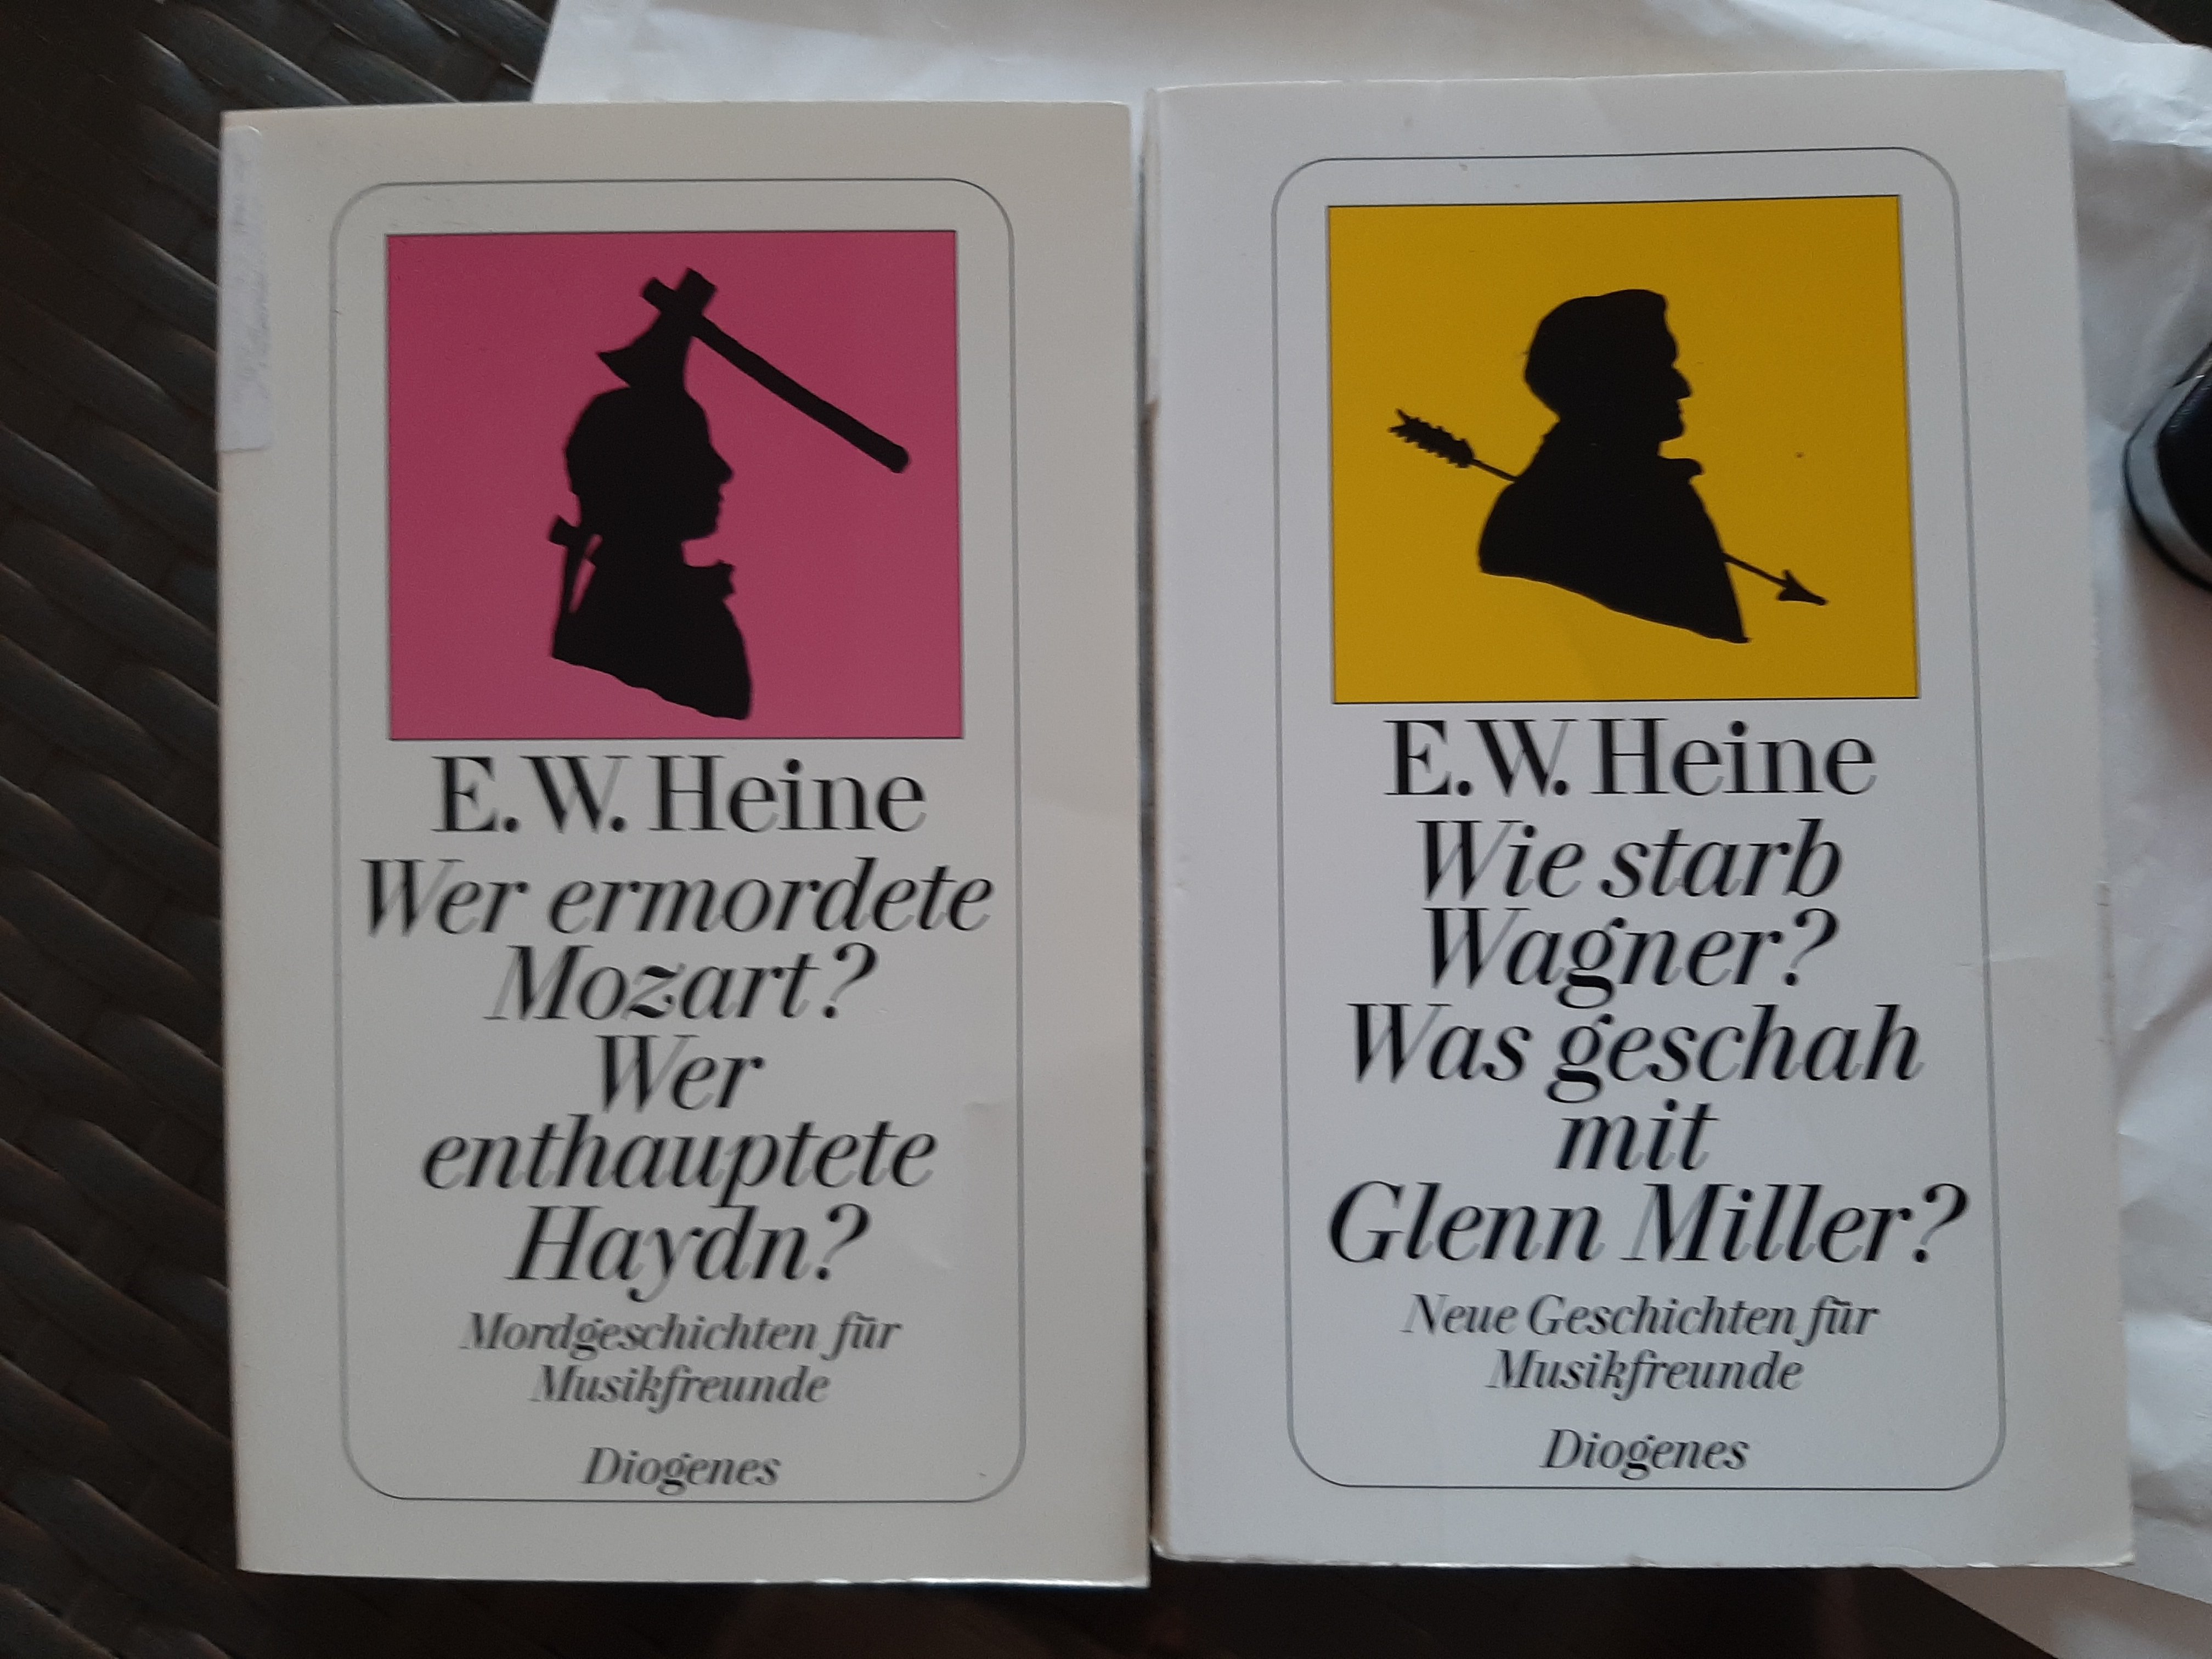 E.W. Heine
Wer ermordete
Mozart?
Wer
enthauptete
Haydn?
Mordgeschichten für
Musikfreunde
Diogenes
E.W. Heine
Wie starb
Wagner?
Was geschah
mit
Glenn Miller?
Neue Geschichten für
Musikfreunde
Diogenes